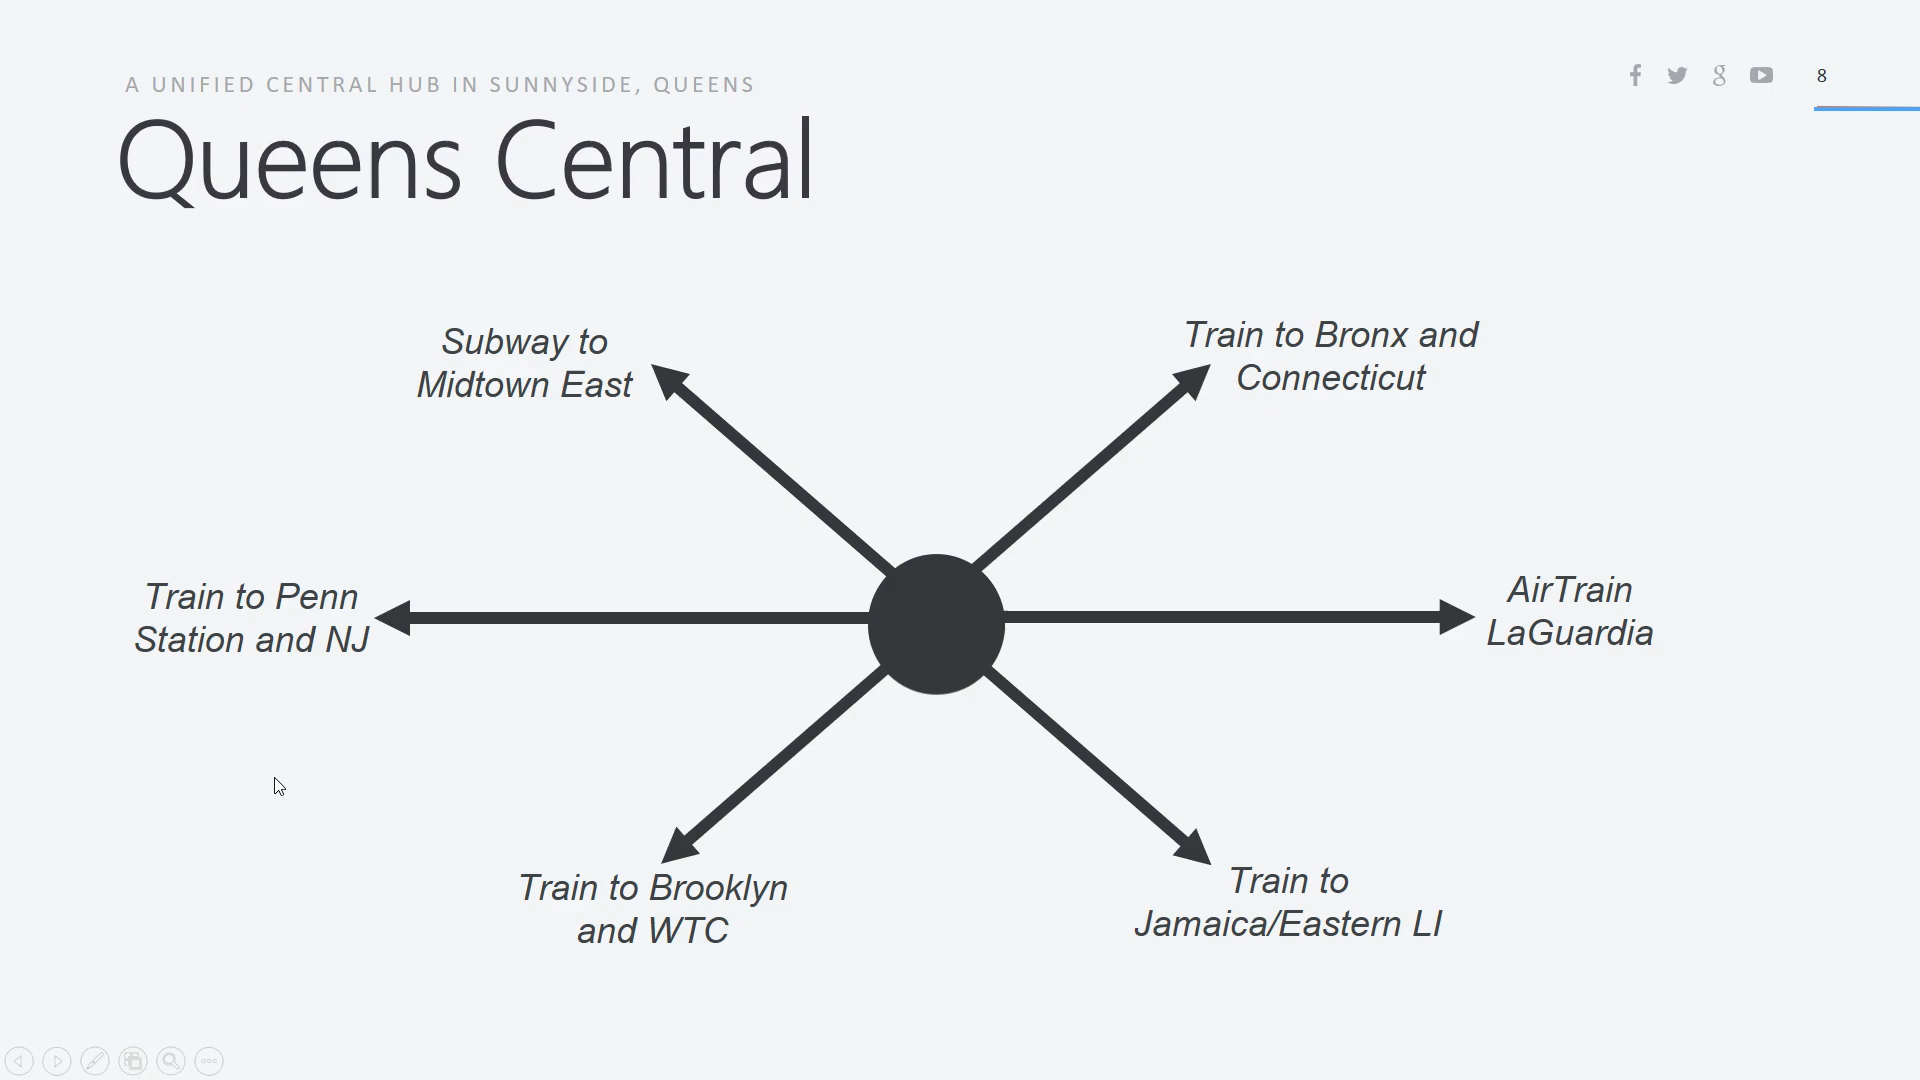 A UNIFIED CENTRAL HUB IN SUNNYSIDE, QUEENS
8
Queens Central
Subway to
Midtown East
Train to Bronx and
Connecticut
Train to Penn
Station and NJ
AirTrain
LaGuardia
Train to Brooklyn
and WTC
Train to
Jamaica/Eastern LI